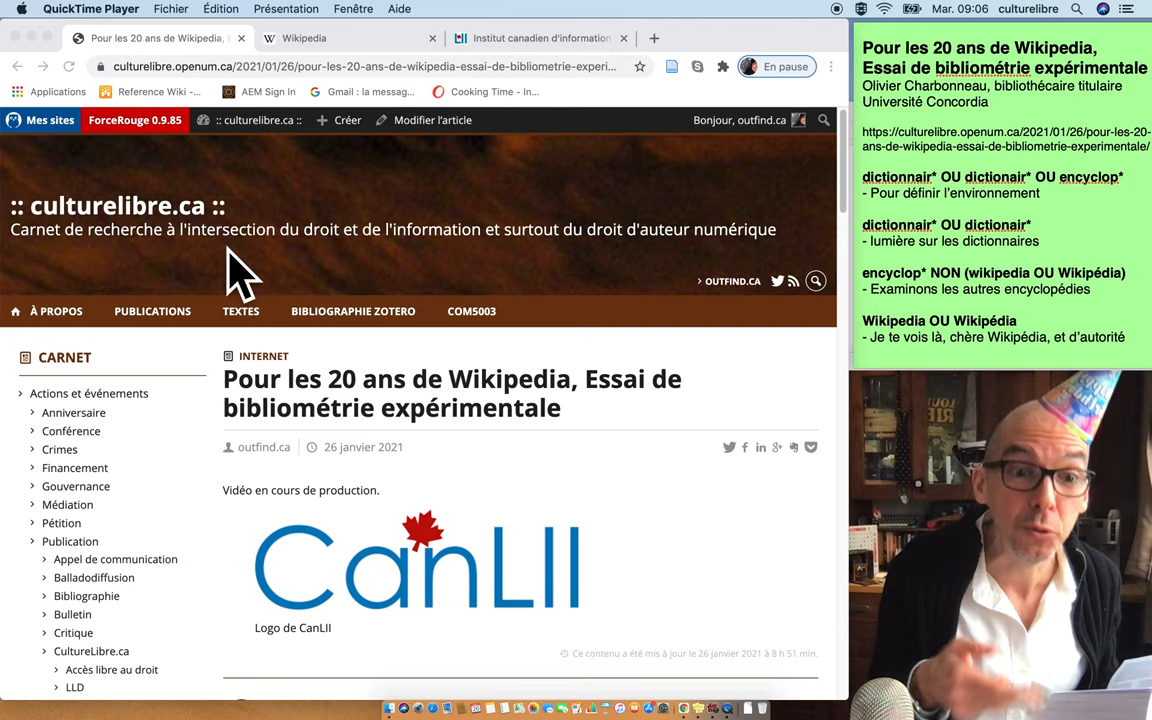 QuickTime Player Fichier Édition Présentation Fenêtre Aide Mar. 09:06 culturelibre
Pour les 20 ans de Wikipedia, E
Wikipedia
Institut canadien d'information
culturelibre.openum.ca/2021/01/26/pour-les-20-ans-de-wikipedia-essai-de-bibliometrie-experi...
En pause
Applications Reference Wiki -... AEM Sign In Gmail : la messag... Cooking Time - In...
Mes sites ForceRouge 0.9.85 :: culturelibre.ca :: Créer Modifier l'article Bonjour, outfind.ca
:: culturelibre.ca ::
Carnet de recherche à l'intersection du droit et de l'information et surtout du droit d'auteur numérique
OUTFIND.CA
À PROPOS PUBLICATIONS TEXTES BIBLIOGRAPHIE ZOTERO COM5003
CARNET
Actions et événements
Anniversaire
Conférence
Crimes
Financement
Gouvernance
Médiation
Pétition
Publication
Appel de communication
Balladodiffusion
Bibliographie
Bulletin
Critique
CultureLibre.ca
Accès libre au droit
LLD
INTERNET
Pour les 20 ans de Wikipedia, Essai de
bibliométrie expérimentale
outfind.ca 26 janvier 2021
Vidéo en cours de production.
CanLII
Logo de CanLII
Ce contenu a été mis à jour le 26 janvier 2021 à 8 h 51 min.
Pour les 20 ans de Wikipedia,
Essai de bibliométrie expérimentale
Olivier Charbonneau, bibliothécaire titulaire
Université Concordia
https://culturelibre.openum.ca/2021/01/26/pour-les-20-
ans-de-wikipedia-essai-de-bibliometrie-experimentale/
dictionnair* OU dictionair* OU encyclop*
- Pour définir l'environnement
dictionnair* OU dictionair*
- lumière sur les dictionnaires
encyclop* NON (wikipedia OU Wikipédia)
- Examinons les autres encyclopédies
Wikipedia OU Wikipédia
- Je te vois là, chère Wikipédia, et d'autorité